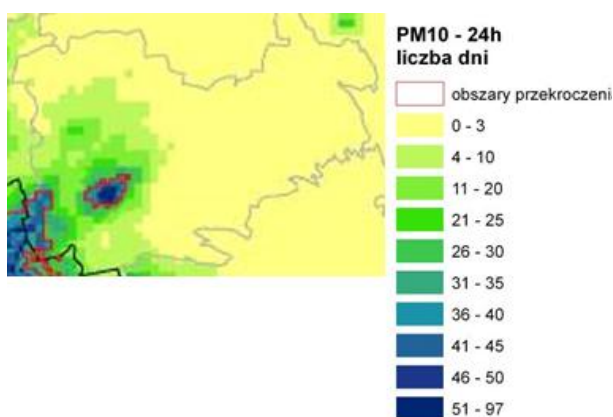 PM10 - 24h
liczba dni
obszary przekroczeni
0 - 3
4 - 10
11 - 20
21 - 25
26 - 30
31 - 35
36 - 40
41 - 45
46 - 50
51 - 97